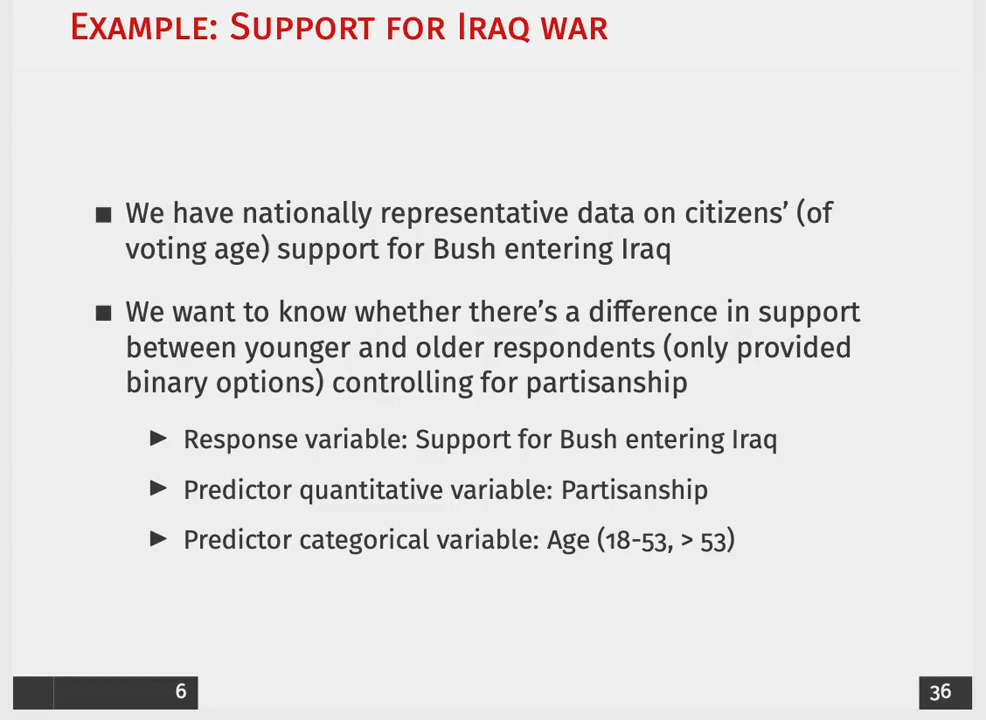 EXAMPLE: SUPPORT FOR IRAQ WAR
■ We have nationally representative data on citizens’ (of
voting age) support for Bush entering Iraq
■ We want to know whether there’s a difference in support
between younger and older respondents (only provided
binary options) controlling for partisanship
▶ Response variable: Support for Bush entering Iraq
▶ Predictor quantitative variable: Partisanship
▶ Predictor categorical variable: Age (18-53, > 53)
6
36